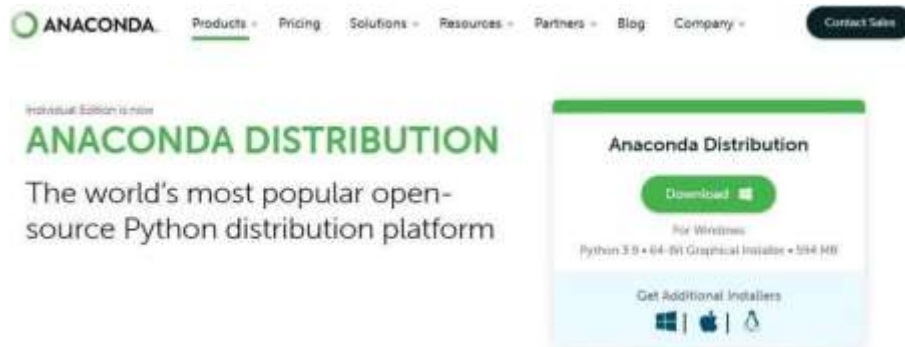 ANACONDA.
Products
Pricing
Solutions
Resources
Partners
Blog
Company
Contact Sales
Individual Edition is now
ANACONDA DISTRIBUTION
The world's most popular open-
source Python distribution platform
Anaconda Distribution
Download
For Windows
Python 3.9 • 64-Bit Graphical Installer • 594 MB
Get Additional Installers
| |